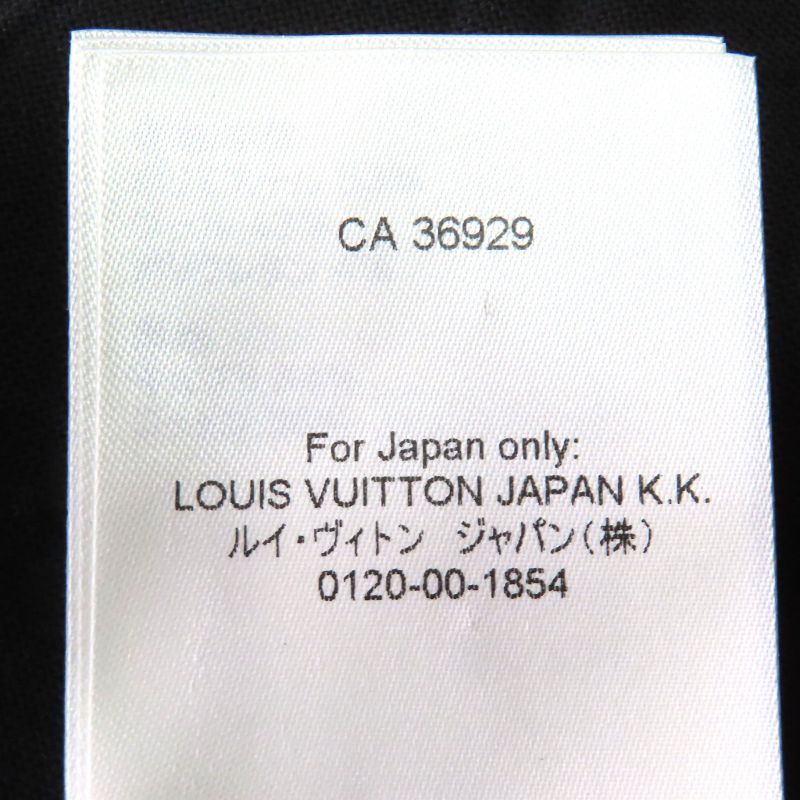 CA 36929
For Japan only:
LOUIS VUITTON JAPAN K.K.
ルイ・ヴィトン　ジャパン(株)
0120-00-1854